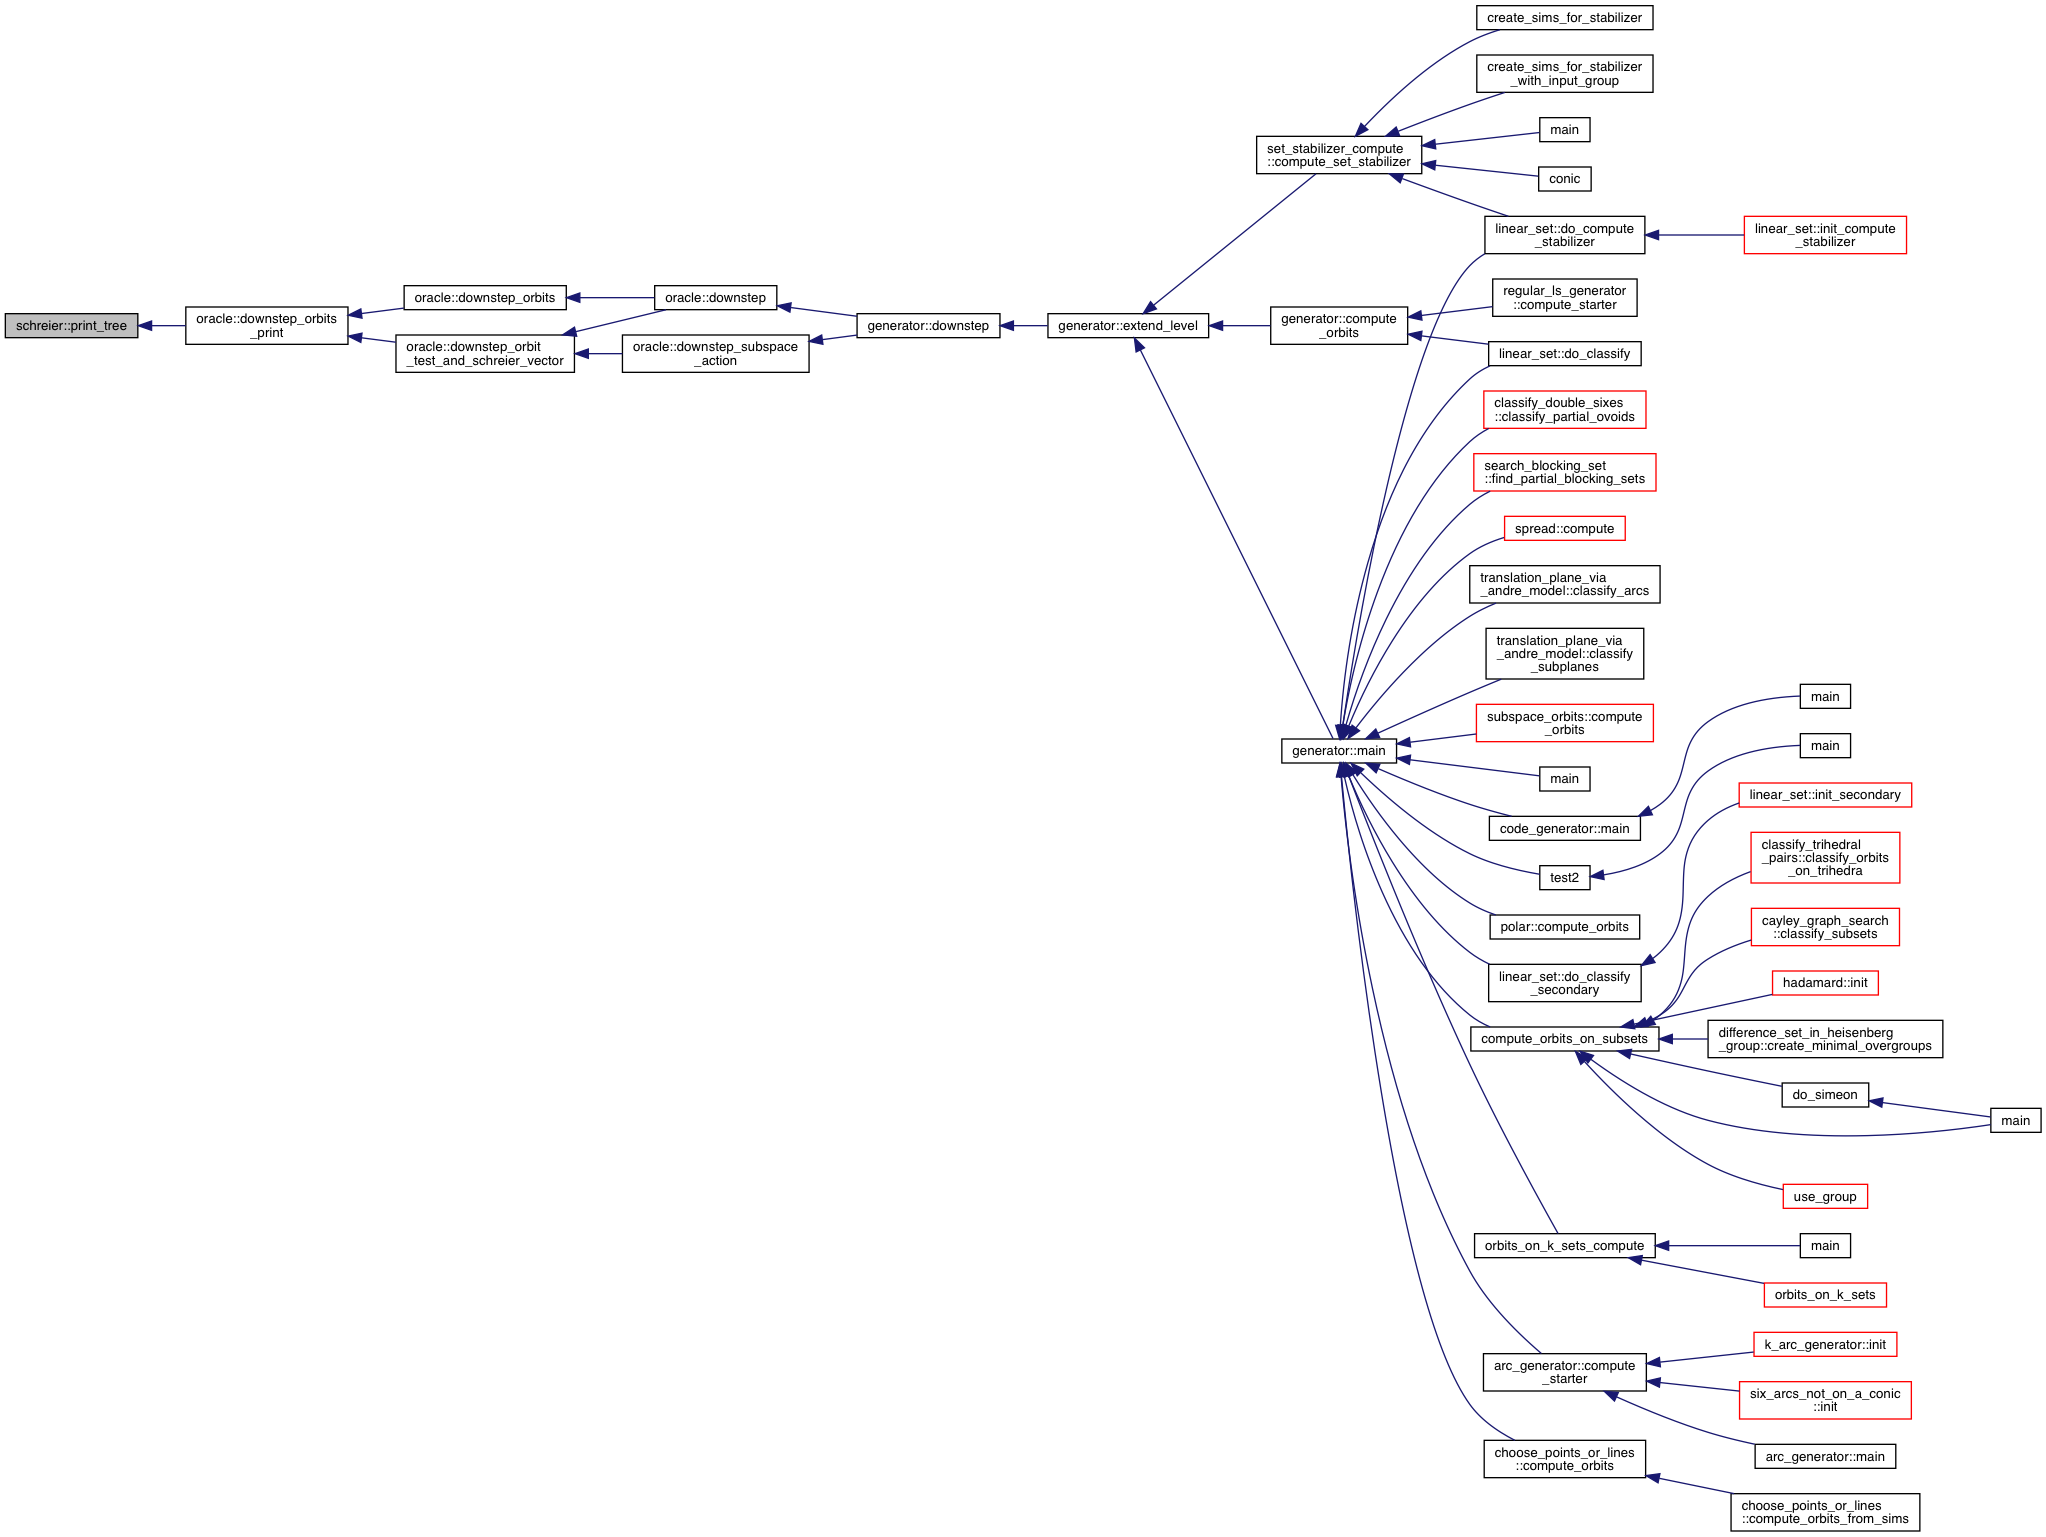 schreier::print_tree
oracle::downstep_orbits
_print
oracle::downstep_orbits
oracle::downstep_orbit
_test_and_schreier_vector
oracle::downstep
oracle::downstep_subspace
_action
generator::downstep
generator::extend_level
set_stabilizer_compute
::compute_set_stabilizer
generator::compute
_orbits
generator::main
create_sims_for_stabilizer
create_sims_for_stabilizer
_with_input_group
main
conic
linear_set::do_compute
_stabilizer
linear_set::init_compute
_stabilizer
regular_ls_generator
::compute_starter
linear_set::do_classify
classify_double_sixes
::classify_partial_ovoids
search_blocking_set
::find_partial_blocking_sets
spread::compute
translation_plane_via
_andre_model::classify_arcs
translation_plane_via
_andre_model::classify
_subplanes
subspace_orbits::compute
_orbits
main
code_generator::main
test2
polar::compute_orbits
linear_set::do_classify
_secondary
compute_orbits_on_subsets
orbits_on_k_sets_compute
arc_generator::compute
_starter
choose_points_or_lines
::compute_orbits
main
main
linear_set::init_secondary
classify_trihedral
_pairs::classify_orbits
_on_trihedra
cayley_graph_search
::classify_subsets
hadamard::init
difference_set_in_heisenberg
_group::create_minimal_overgroups
do_simeon
main
use_group
main
orbits_on_k_sets
k_arc_generator::init
six_arcs_not_on_a_conic
::init
arc_generator::main
choose_points_or_lines
::compute_orbits_from_sims